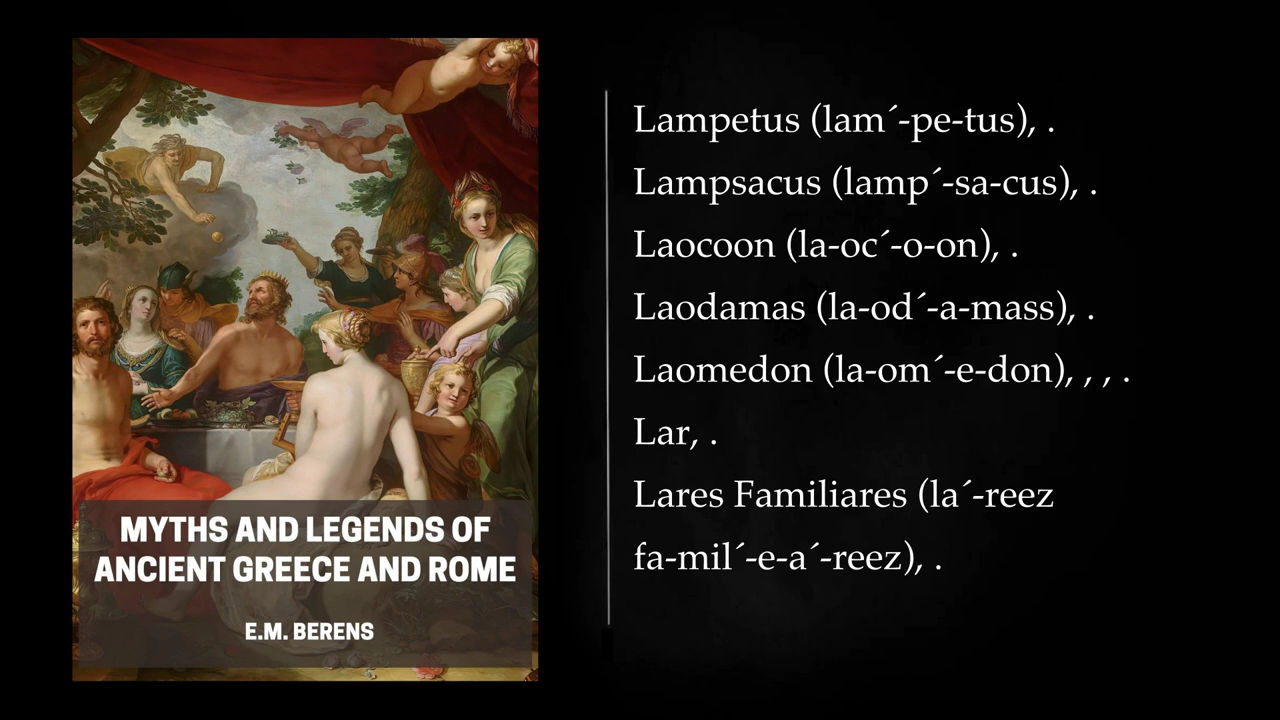 MYTHS AND LEGENDS OF
ANCIENT GREECE AND ROME
E.M. BERENS
Lampetus (lam´-pe-tus), .
Lampsacus (lamp´-sa-cus), .
Laocoon (la-oc´-o-on), .
Laodamas (la-od´-a-mass), .
Laomedon (la-om´-e-don), , , .
Lar, .
Lares Familiares (la´-reez
fa-mil´-e-a´-reez), .